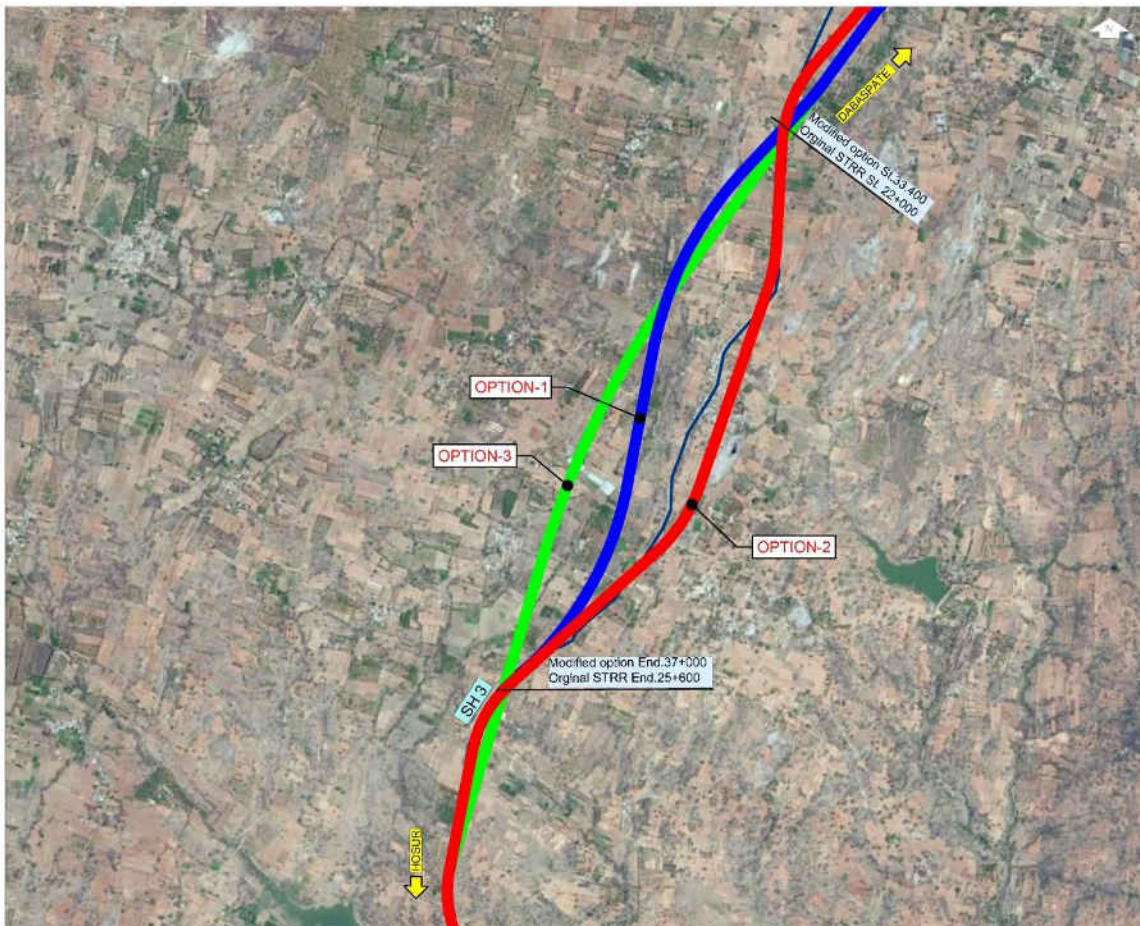 N
DABASPATE
Modified option St.33.400
Orginal STRR St. 22+000
OPTION-1
OPTION-3
OPTION-2
Modified option End.37+000
Orginal STRR End.25+600
SH 3
HOSUR